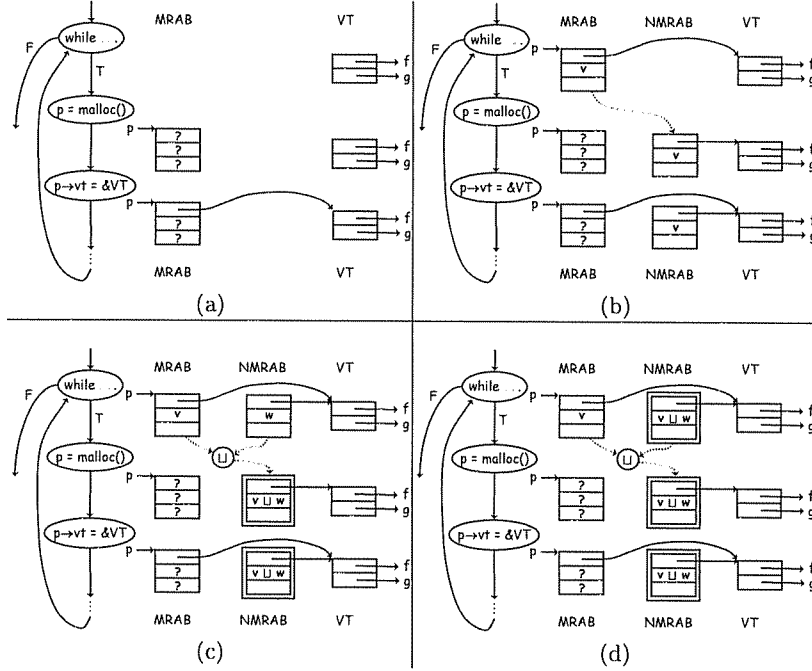 MRAB VT
while . . .
F
T
f
g
p = malloc()
p
?
?
?
f
g
p→vt = &VT
p
?
?
f
g
MRAB VT
(a)
MRAB NMRAB VT
while . . .
p
v
F
T
f
g
p = malloc()
p
?
?
?
v
f
g
p→vt = &VT
p
?
?
v
f
g
MRAB NMRAB VT
(b)
MRAB NMRAB VT
while . . .
p
v
w
F
T
f
g
⊔
p = malloc()
p
?
?
?
v ⊔ w
f
g
p→vt = &VT
p
?
?
v ⊔ w
f
g
MRAB NMRAB VT
(c)
MRAB NMRAB VT
while . . .
p
v
v ⊔ w
F
T
f
g
⊔
p = malloc()
p
?
?
?
v ⊔ w
f
g
p→vt = &VT
p
?
?
v ⊔ w
f
g
MRAB NMRAB VT
(d)